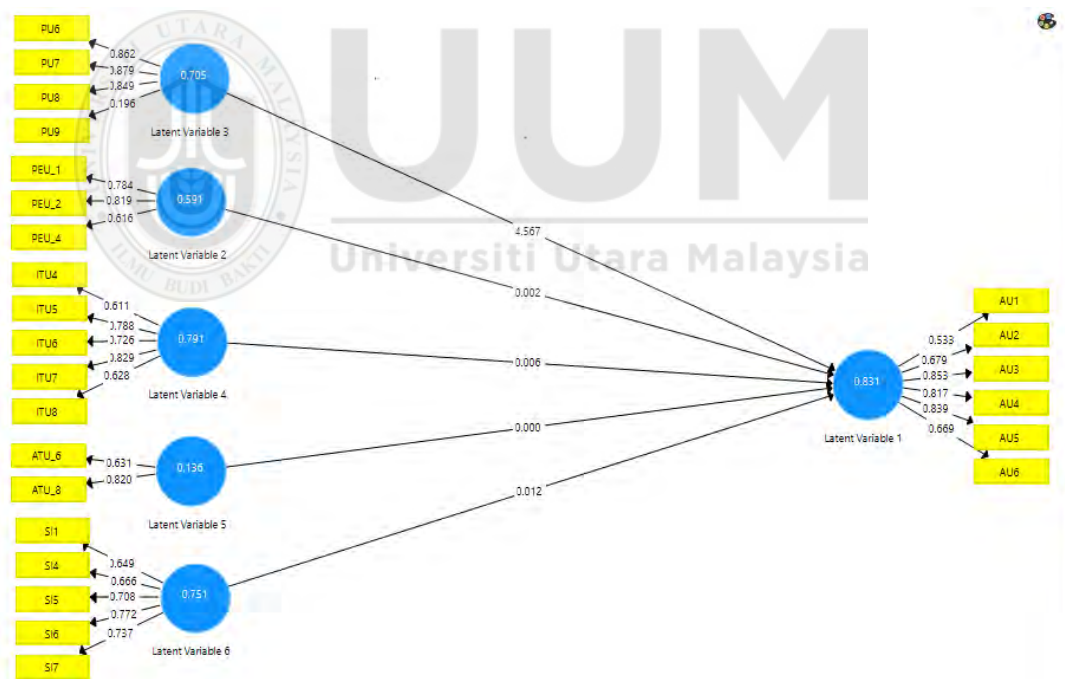 PU6
PU7
PU8
PU9
0.862
0.879
0.849
0.196
0.705
Latent Variable 3
PEU_1
PEU_2
PEU_4
0.784
0.819
0.616
0.591
Latent Variable 2
ITU4
ITU5
ITU6
ITU7
ITU8
0.611
0.788
0.726
0.829
0.628
0.791
Latent Variable 4
ATU_6
ATU_8
0.631
0.820
0.136
Latent Variable 5
SI1
SI4
SI5
SI6
SI7
0.649
0.666
0.708
0.772
0.737
0.751
Latent Variable 6
4.567
0.002
0.006
0.000
0.012
0.831
Latent Variable 1
0.533
0.679
0.853
0.817
0.839
0.669
AU1
AU2
AU3
AU4
AU5
AU6
UUM
Universiti Utara Malaysia
UNIVERSITI UTARA MALAYSIA
ILMU BUDI BAKTI